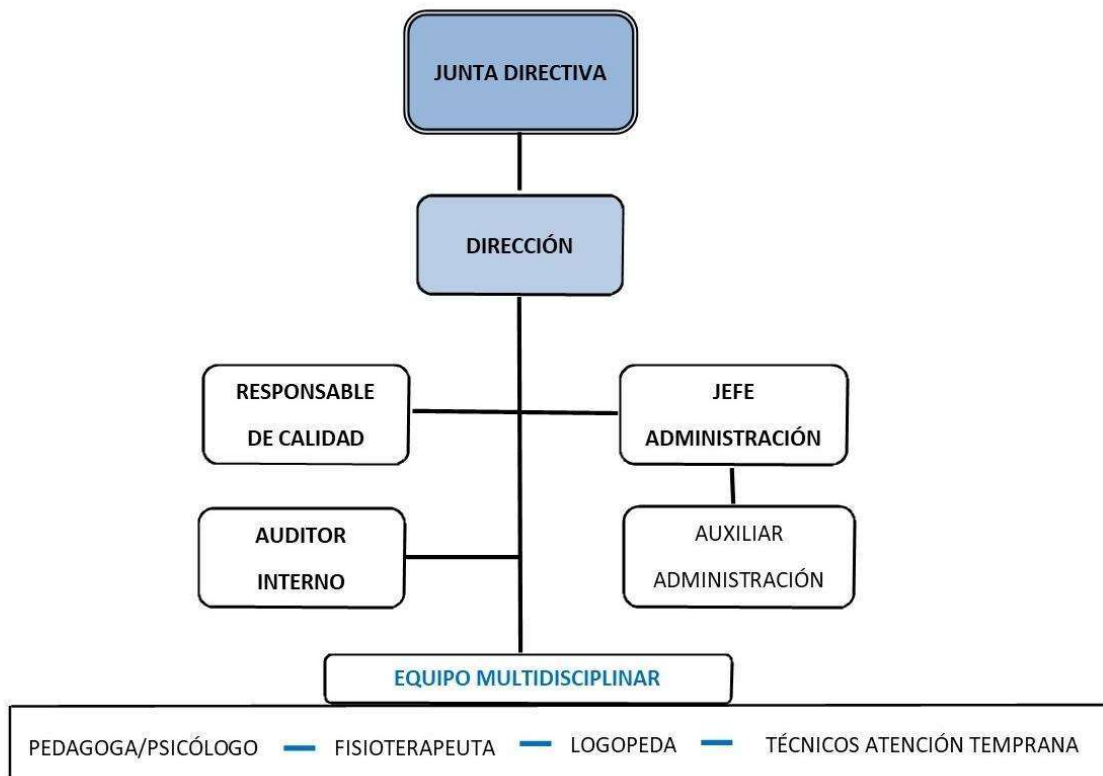 JUNTA DIRECTIVA
DIRECCIÓN
RESPONSABLE
DE CALIDAD
JEFE
ADMINISTRACIÓN
AUDITOR
INTERNO
AUXILIAR
ADMINISTRACIÓN
EQUIPO MULTIDISCIPLINAR
PEDAGOGA/PSICÓLOGO FISIOTERAPEUTA LOGOPEDA TÉCNICOS ATENCIÓN TEMPRANA